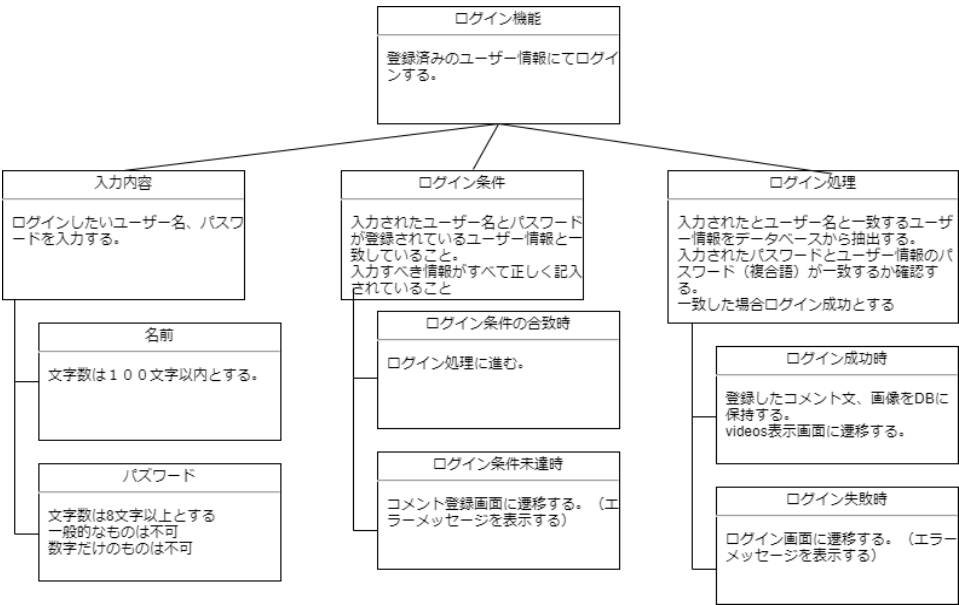 ログイン機能
登録済みのユーザー情報にてログイ
ンする。
入力内容
ログインしたいユーザー名、パスワ
ードを入力する。
名前
文字数は１００文字以内とする。
パズワード
文字数は8文字以上とする
一般的なものは不可
数字だけのものは不可
ログイン条件
入力されたユーザー名とパスワード
が登録されているユーザー情報と一
致していること。
入力すべき情報がすべて正しく記入
されていること
ログイン条件の合致時
ログイン処理に進む。
ログイン条件未達時
コメント登録画面に遷移する。（エ
ラーメッセージを表示する）
ログイン処理
入力されたとユーザー名と一致するユーザ
ー情報をデータベースから抽出する。
入力されたパスワードとユーザー情報のパ
スワード（複合語）が一致するか確認す
る。
一致した場合ログイン成功とする
ログイン成功時
登録したコメント文、画像をDBに
保持する。
videos表示画面に遷移する。
ログイン失敗時
ログイン画面に遷移する。（エラー
メッセージを表示する）